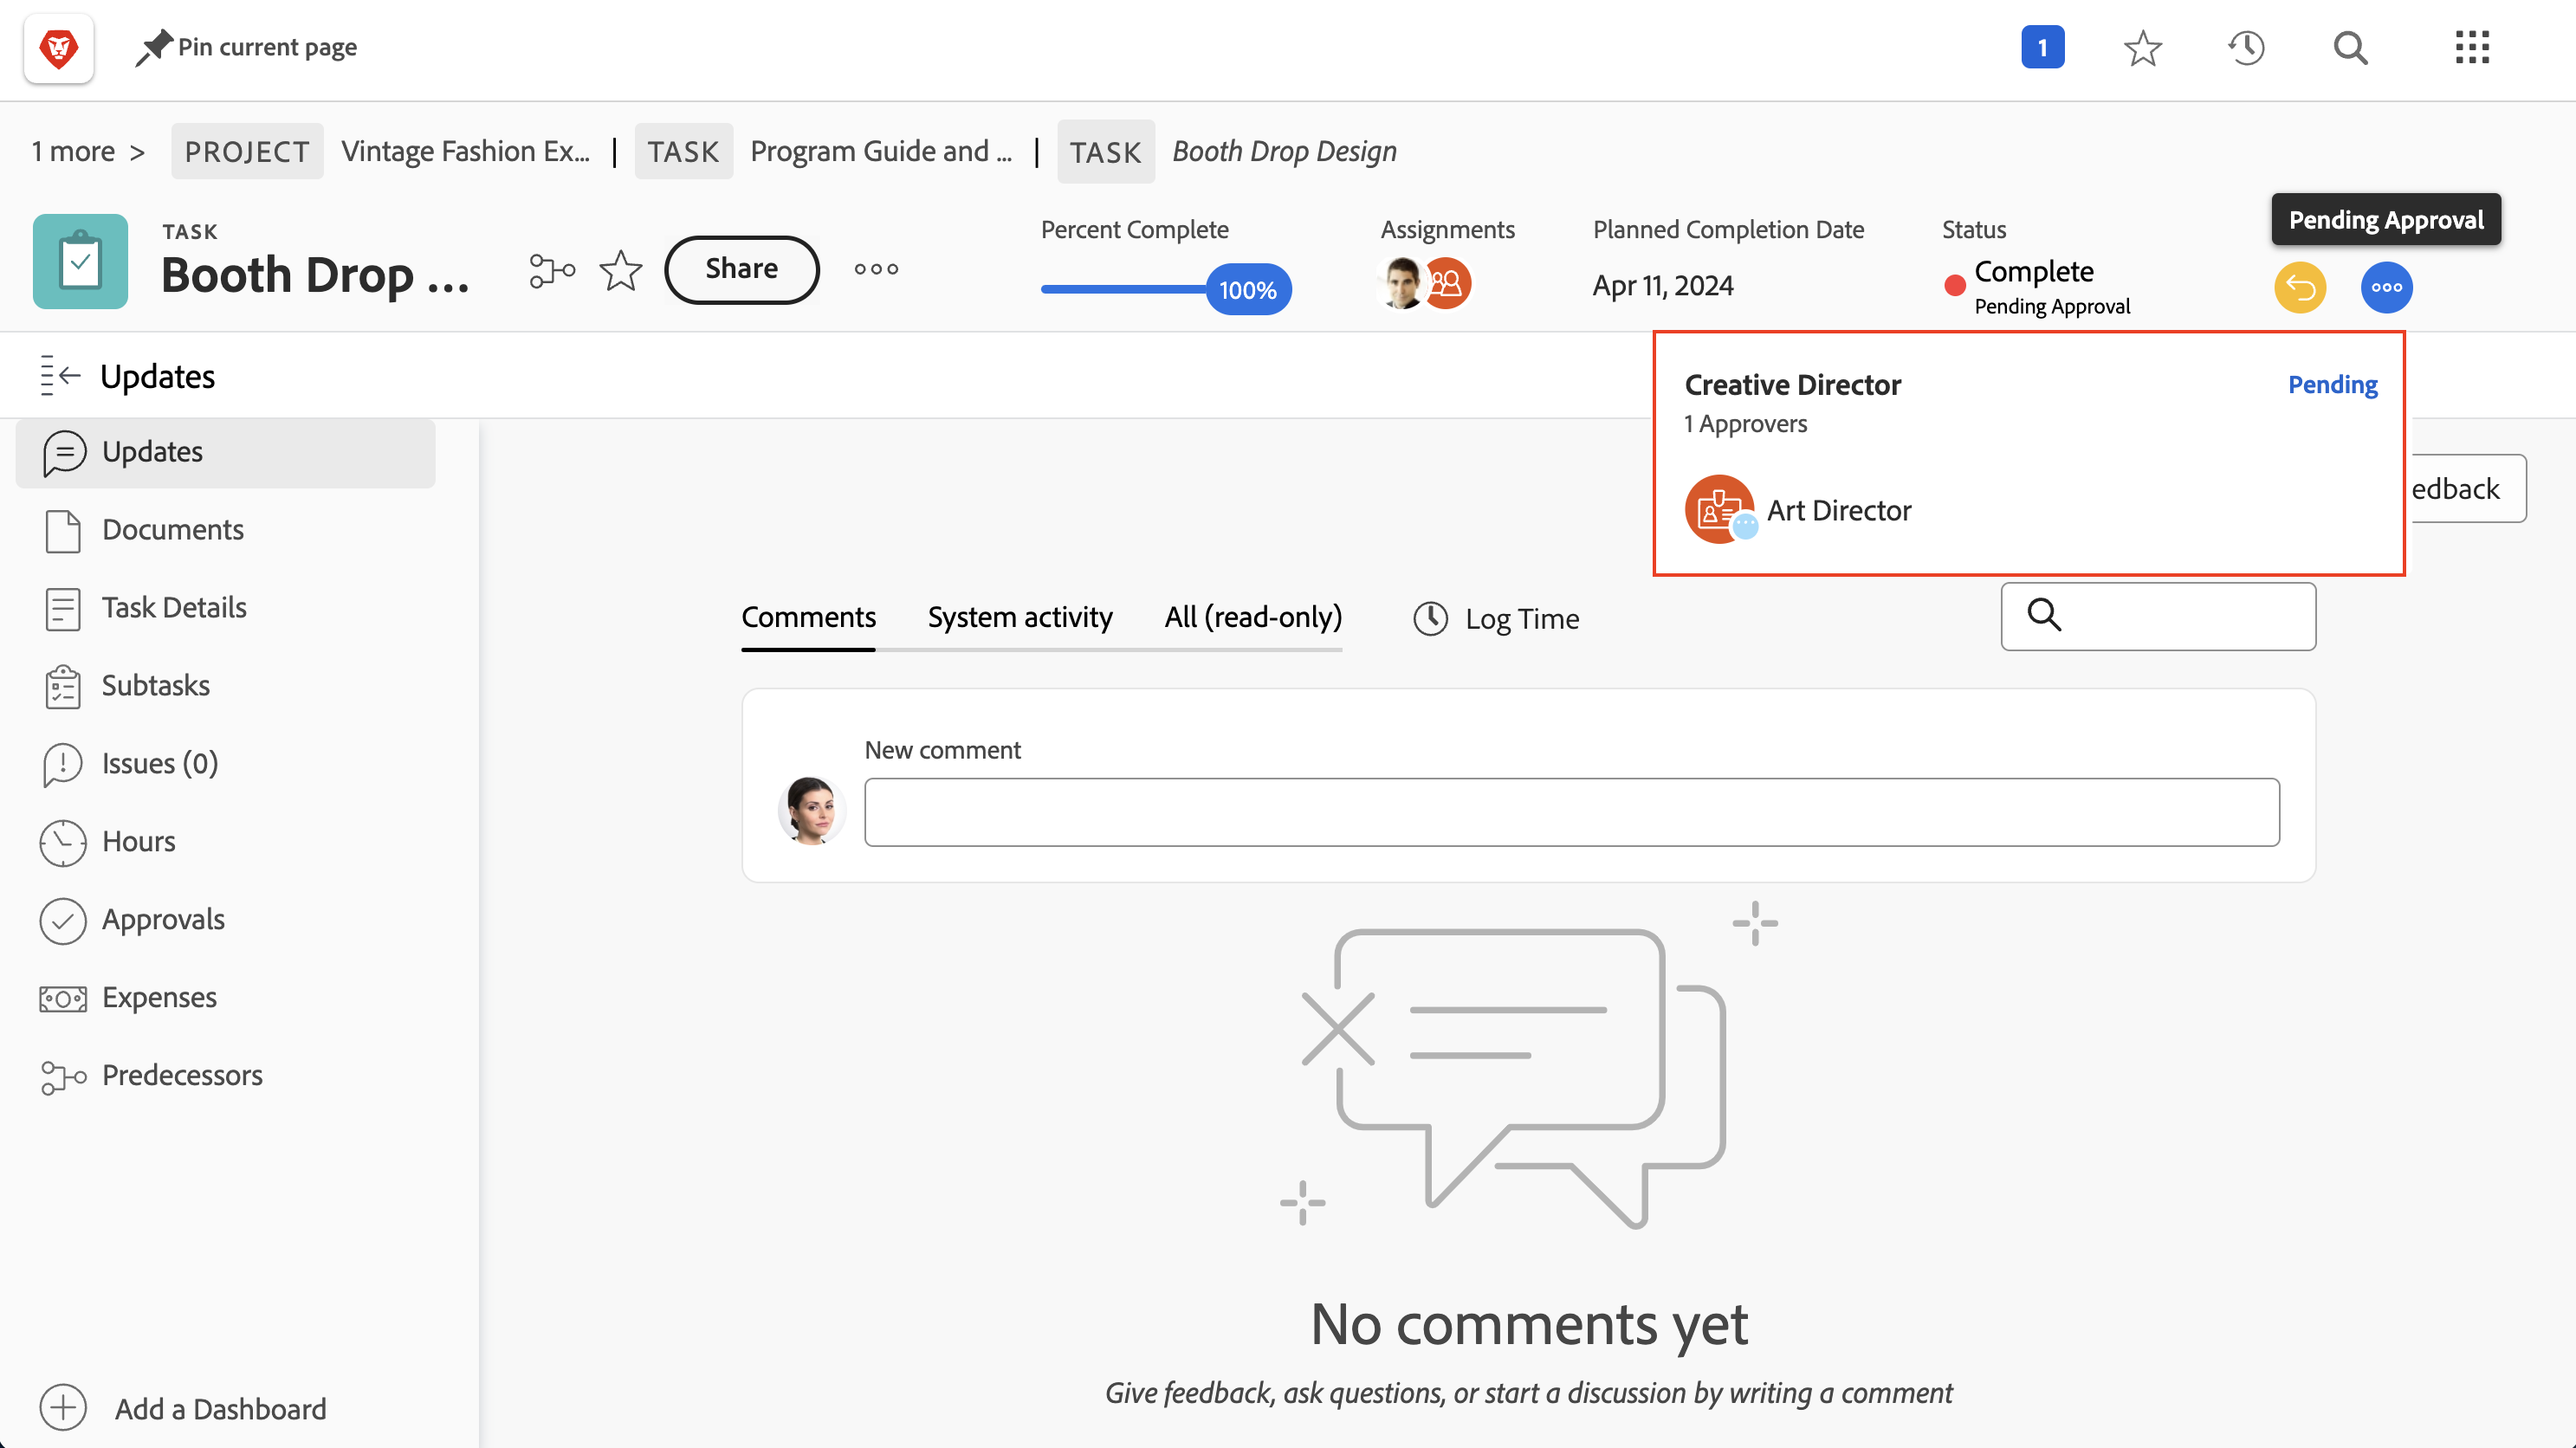 Pin current page
1
1 more >
PROJECT Vintage Fashion Ex... | TASK Program Guide and ... | TASK Booth Drop Design
TASK
Booth Drop ...
Share
Percent Complete
100%
Assignments
Planned Completion Date
Apr 11, 2024
Status
Complete
Pending Approval
Pending Approval
Updates
Creative Director
Pending
1 Approvers
Art Director
edback
Updates
Documents
Task Details
Subtasks
Issues (0)
Hours
Approvals
Expenses
Predecessors
Add a Dashboard
Comments
System activity
All (read-only)
Log Time
New comment
No comments yet
Give feedback, ask questions, or start a discussion by writing a comment